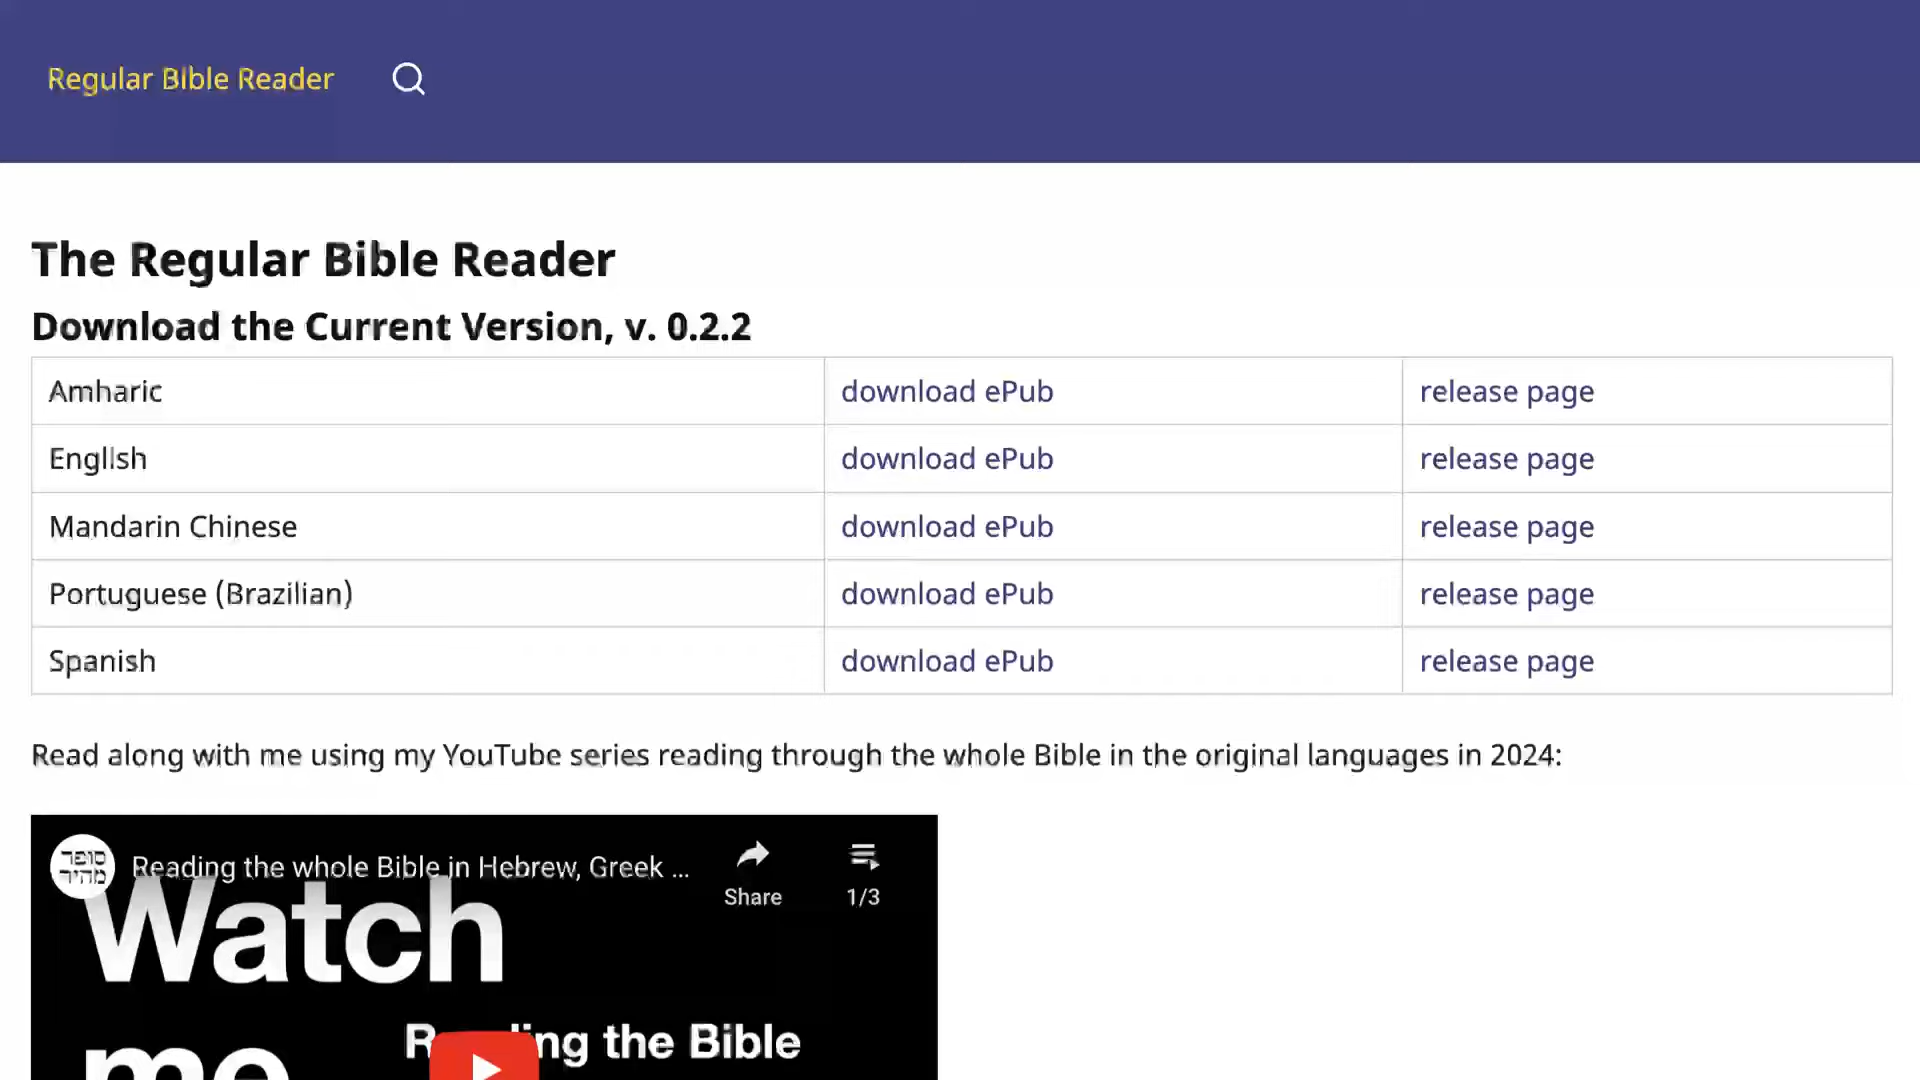 Regular Bible Reader
The Regular Bible Reader
Download the Current Version, v. 0.2.2
Amharic download ePub release page
English download ePub release page
Mandarin Chinese download ePub release page
Portuguese (Brazilian) download ePub release page
Spanish download ePub release page
Read along with me using my YouTube series reading through the whole Bible in the original languages in 2024:
סופר
מהיר
Reading the whole Bible in Hebrew, Greek ...
Share 1/3
Watch
me
the Bible